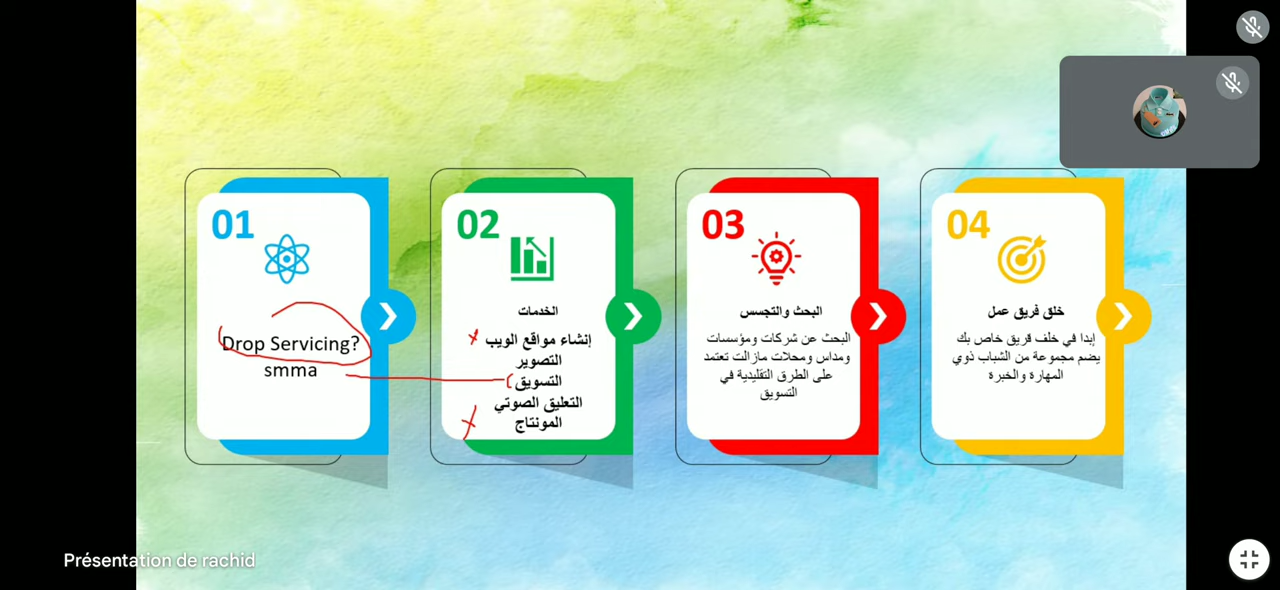 01
Drop Servicing?
smma
02
الخدمات
إنشاء مواقع الويب
التصوير
التسويق
التعليق الصوتي
المونتاج
03
البحث والتجسس
البحث عن شركات ومؤسسات
ومداس ومحلات مازالت تعتمد
على الطرق التقليدية في
التسويق
04
خلق فريق عمل
إبدا في خلف قريق خاص بك
يضم مجموعة من الشباب ذوي
المهارة والخبرة
Présentation de rachid